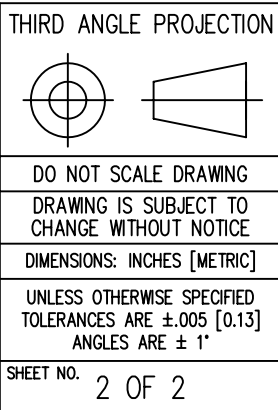 THIRD ANGLE PROJECTION
DO NOT SCALE DRAWING
DRAWING IS SUBJECT TO
CHANGE WITHOUT NOTICE
DIMENSIONS: INCHES [METRIC]
UNLESS OTHERWISE SPECIFIED
TOLERANCES ARE ±.005 [0.13]
ANGLES ARE ± 1°
SHEET NO. 2 OF 2